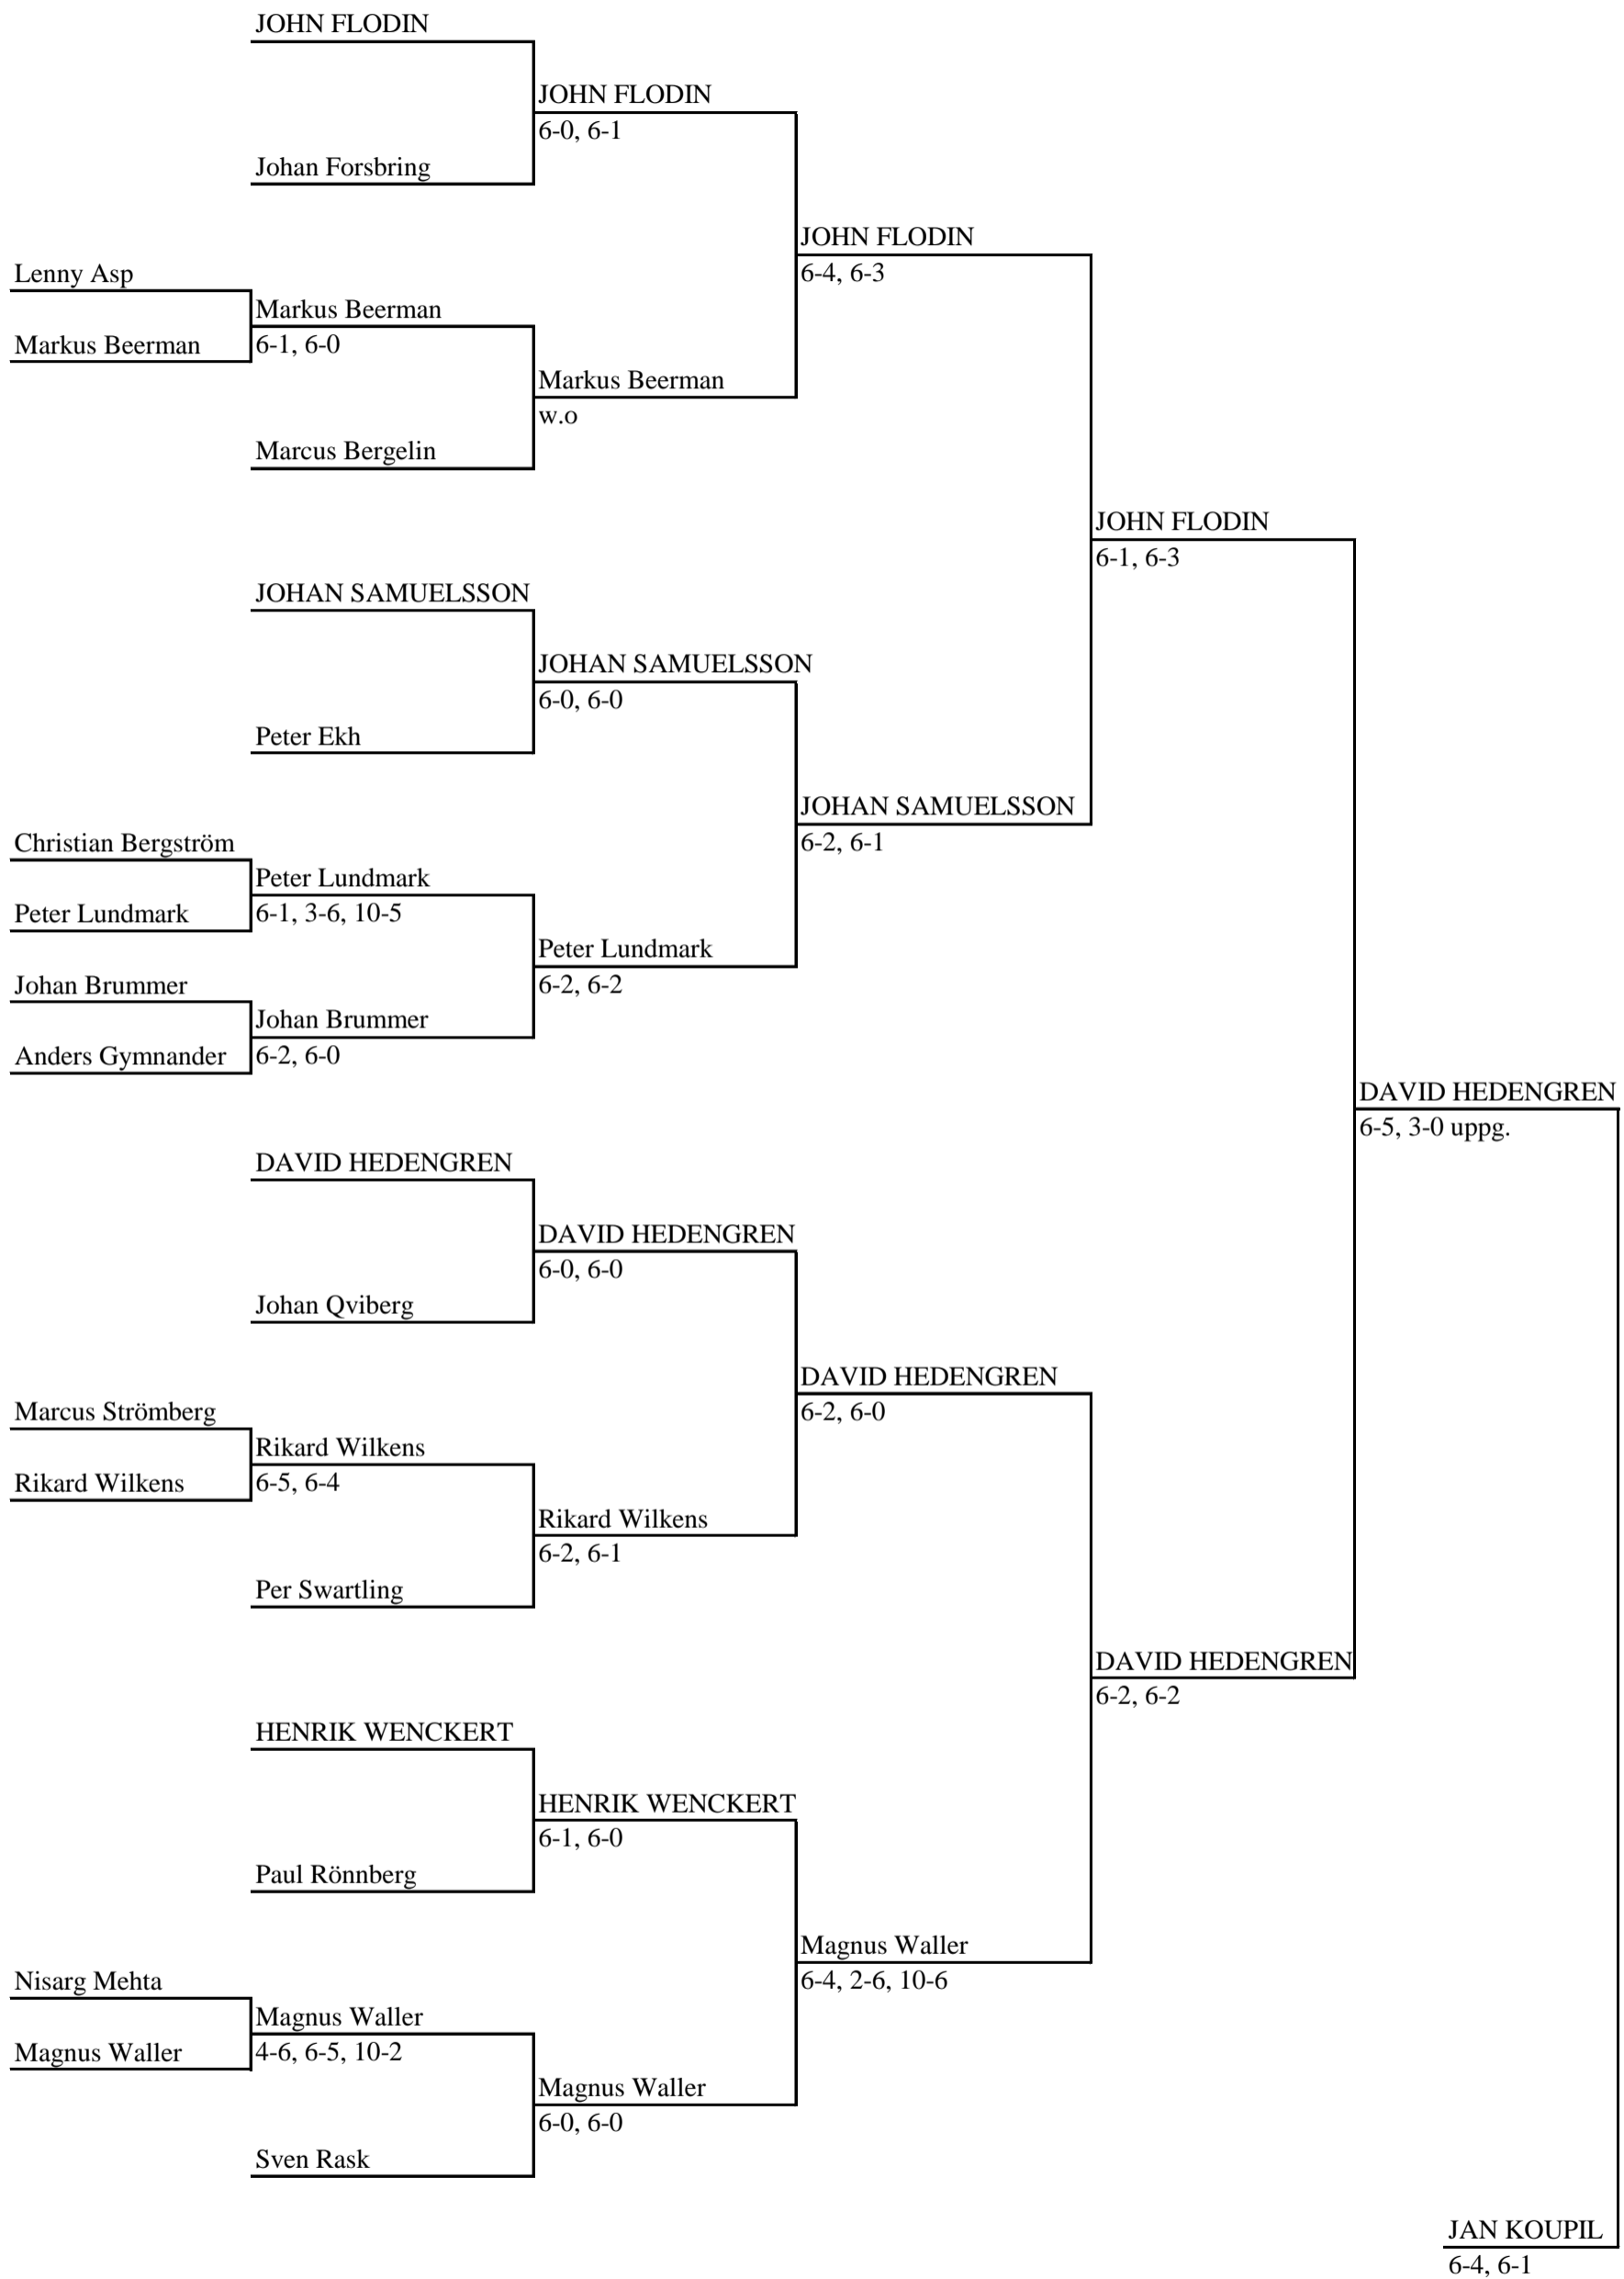 JOHN FLODIN
JOHN FLODIN
6-0, 6-1
Johan Forsbring
JOHN FLODIN
6-4, 6-3
Lenny Asp
Markus Beerman
Markus Beerman
6-1, 6-0
Markus Beerman
w.o
Marcus Bergelin
JOHN FLODIN
6-1, 6-3
JOHAN SAMUELSSON
JOHAN SAMUELSSON
6-0, 6-0
Peter Ekh
JOHAN SAMUELSSON
6-2, 6-1
Christian Bergström
Peter Lundmark
Peter Lundmark
6-1, 3-6, 10-5
Peter Lundmark
6-2, 6-2
Johan Brummer
Johan Brummer
Anders Gymnander
6-2, 6-0
DAVID HEDENGREN
6-5, 3-0 uppg.
DAVID HEDENGREN
DAVID HEDENGREN
6-0, 6-0
Johan Qviberg
DAVID HEDENGREN
6-2, 6-0
Marcus Strömberg
Rikard Wilkens
Rikard Wilkens
6-5, 6-4
Rikard Wilkens
6-2, 6-1
Per Swartling
DAVID HEDENGREN
6-2, 6-2
HENRIK WENCKERT
HENRIK WENCKERT
6-1, 6-0
Paul Rönnberg
Magnus Waller
6-4, 2-6, 10-6
Nisarg Mehta
Magnus Waller
Magnus Waller
4-6, 6-5, 10-2
Magnus Waller
6-0, 6-0
Sven Rask
JAN KOUPIL
6-4, 6-1